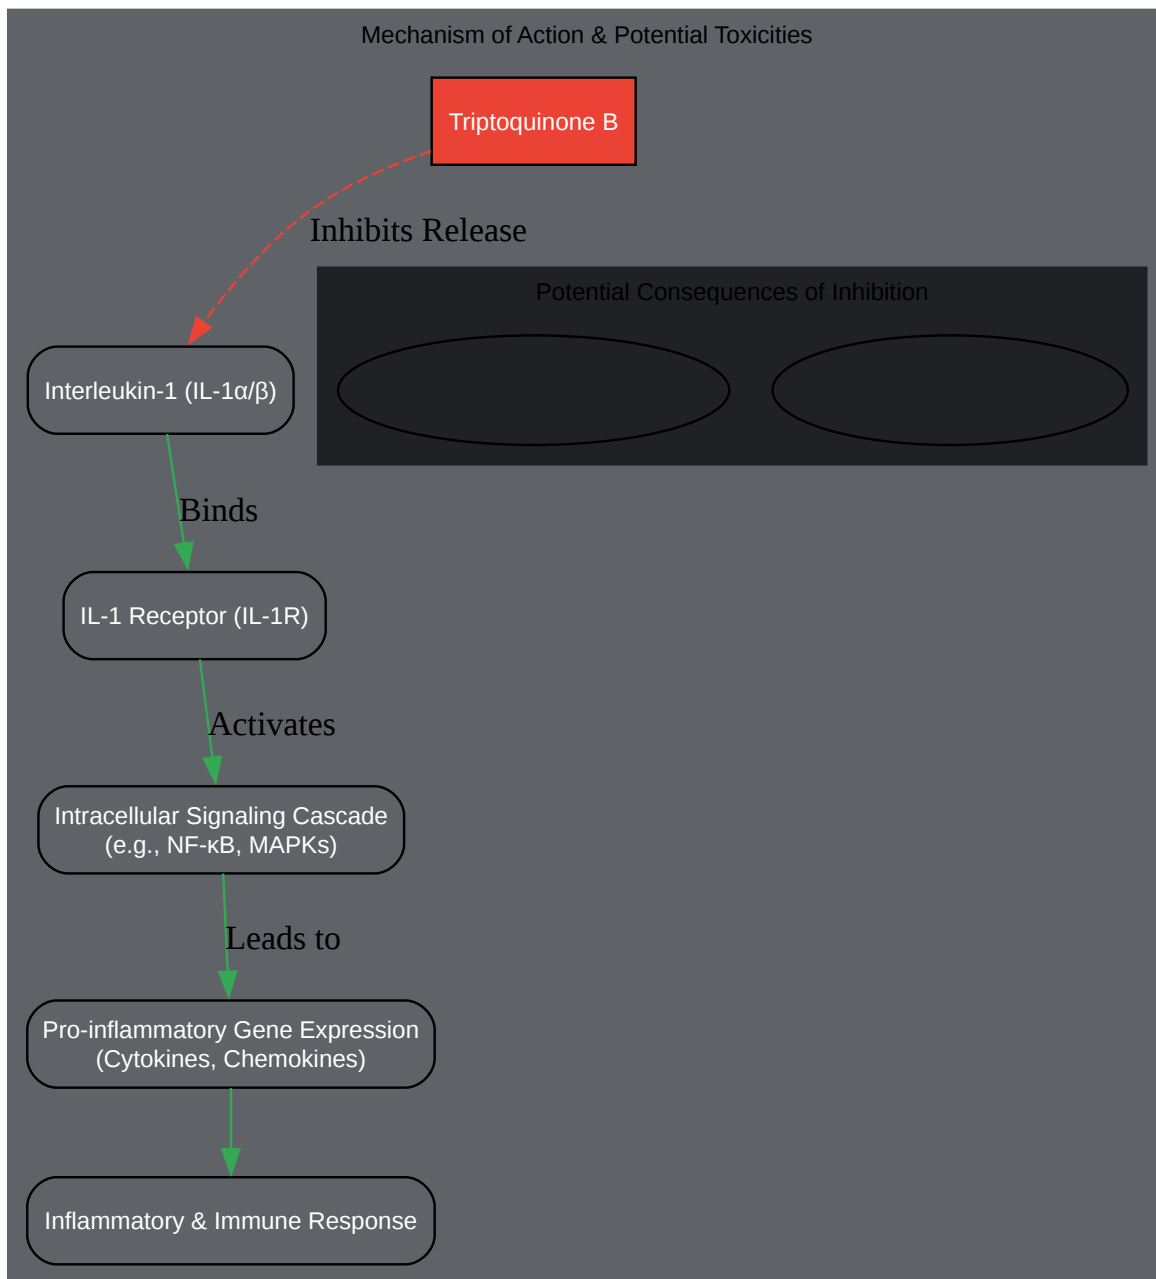 Mechanism of Action & Potential Toxicities
Triptoquinone B
Inhibits Release
Potential Consequences of Inhibition
Interleukin-1 (IL-1α/β)
Binds
IL-1 Receptor (IL-1R)
Activates
Intracellular Signaling Cascade
(e.g., NF-κB, MAPKs)
Leads to
Pro-inflammatory Gene Expression
(Cytokines, Chemokines)
Inflammatory & Immune Response